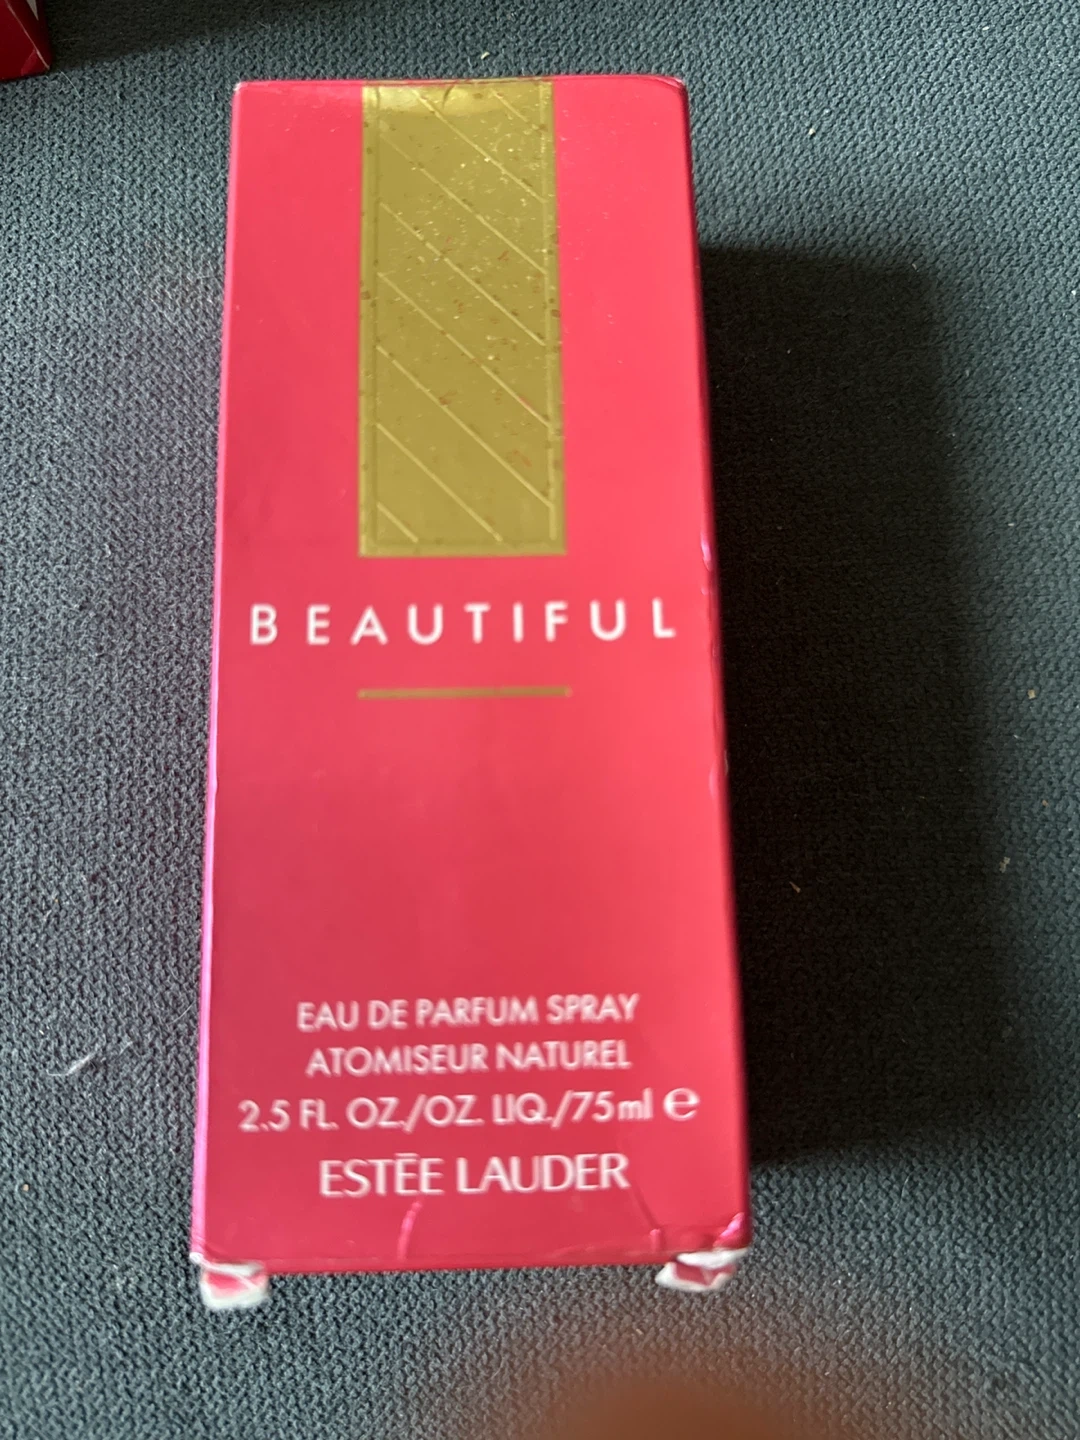 BEAUTIFUL
EAU DE PARFUM SPRAY
ATOMISEUR NATUREL
2.5 FL. OZ./OZ. LIQ./75ml ℮
ESTĒE LAUDER